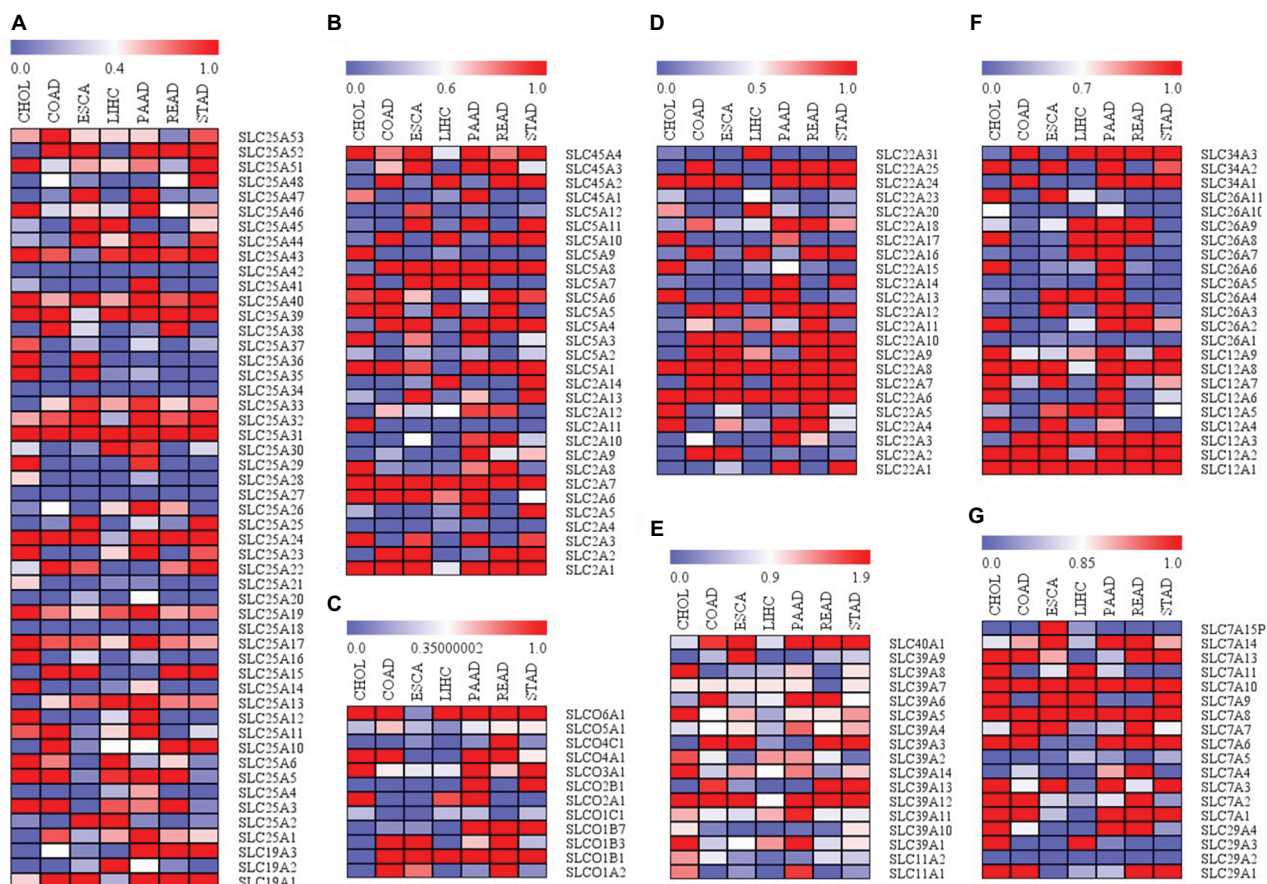 A
0.0 0.4 1.0
CHOL COAD ESCA LIHC PAAD READ STAD
SLC25A53
SLC25A52
SLC25A51
SLC25A48
SLC25A47
SLC25A46
SLC25A45
SLC25A44
SLC25A43
SLC25A42
SLC25A41
SLC25A40
SLC25A39
SLC25A38
SLC25A37
SLC25A36
SLC25A35
SLC25A34
SLC25A33
SLC25A32
SLC25A31
SLC25A30
SLC25A29
SLC25A28
SLC25A27
SLC25A26
SLC25A25
SLC25A24
SLC25A23
SLC25A22
SLC25A21
SLC25A20
SLC25A19
SLC25A18
SLC25A17
SLC25A16
SLC25A15
SLC25A14
SLC25A13
SLC25A12
SLC25A11
SLC25A10
SLC25A6
SLC25A5
SLC25A4
SLC25A3
SLC25A2
SLC25A1
SLC19A3
SLC19A2
SLC19A1
B
0.0 0.6 1.0
CHOL COAD ESCA LIHC PAAD READ STAD
SLC45A4
SLC45A3
SLC45A2
SLC45A1
SLC5A12
SLC5A11
SLC5A10
SLC5A9
SLC5A8
SLC5A7
SLC5A6
SLC5A5
SLC5A4
SLC5A3
SLC5A2
SLC5A1
SLC2A14
SLC2A13
SLC2A12
SLC2A11
SLC2A10
SLC2A9
SLC2A8
SLC2A7
SLC2A6
SLC2A5
SLC2A4
SLC2A3
SLC2A2
SLC2A1
C
0.0 0.35000002 1.0
CHOL COAD ESCA LIHC PAAD READ STAD
SLCO6A1
SLCO5A1
SLCO4C1
SLCO4A1
SLCO3A1
SLCO2B1
SLCO2A1
SLCO1C1
SLCO1B7
SLCO1B3
SLCO1B1
SLCO1A2
D
0.0 0.5 1.0
CHOL COAD ESCA LIHC PAAD READ STAD
SLC22A31
SLC22A25
SLC22A24
SLC22A23
SLC22A20
SLC22A18
SLC22A17
SLC22A16
SLC22A15
SLC22A14
SLC22A13
SLC22A12
SLC22A11
SLC22A10
SLC22A9
SLC22A8
SLC22A7
SLC22A6
SLC22A5
SLC22A4
SLC22A3
SLC22A2
SLC22A1
E
0.0 0.9 1.9
CHOL COAD ESCA LIHC PAAD READ STAD
SLC40A1
SLC39A9
SLC39A8
SLC39A7
SLC39A6
SLC39A5
SLC39A4
SLC39A3
SLC39A2
SLC39A14
SLC39A13
SLC39A12
SLC39A11
SLC39A10
SLC39A1
SLC11A2
SLC11A1
F
0.0 0.7 1.0
CHOL COAD ESCA LIHC PAAD READ STAD
SLC34A3
SLC34A2
SLC34A1
SLC26A11
SLC26A10
SLC26A9
SLC26A8
SLC26A7
SLC26A6
SLC26A5
SLC26A4
SLC26A3
SLC26A2
SLC26A1
SLC12A9
SLC12A8
SLC12A7
SLC12A6
SLC12A5
SLC12A4
SLC12A3
SLC12A2
SLC12A1
G
0.0 0.85 1.0
CHOL COAD ESCA LIHC PAAD READ STAD
SLC7A15P
SLC7A14
SLC7A13
SLC7A11
SLC7A10
SLC7A9
SLC7A8
SLC7A7
SLC7A6
SLC7A5
SLC7A4
SLC7A3
SLC7A2
SLC7A1
SLC29A4
SLC29A3
SLC29A2
SLC29A1